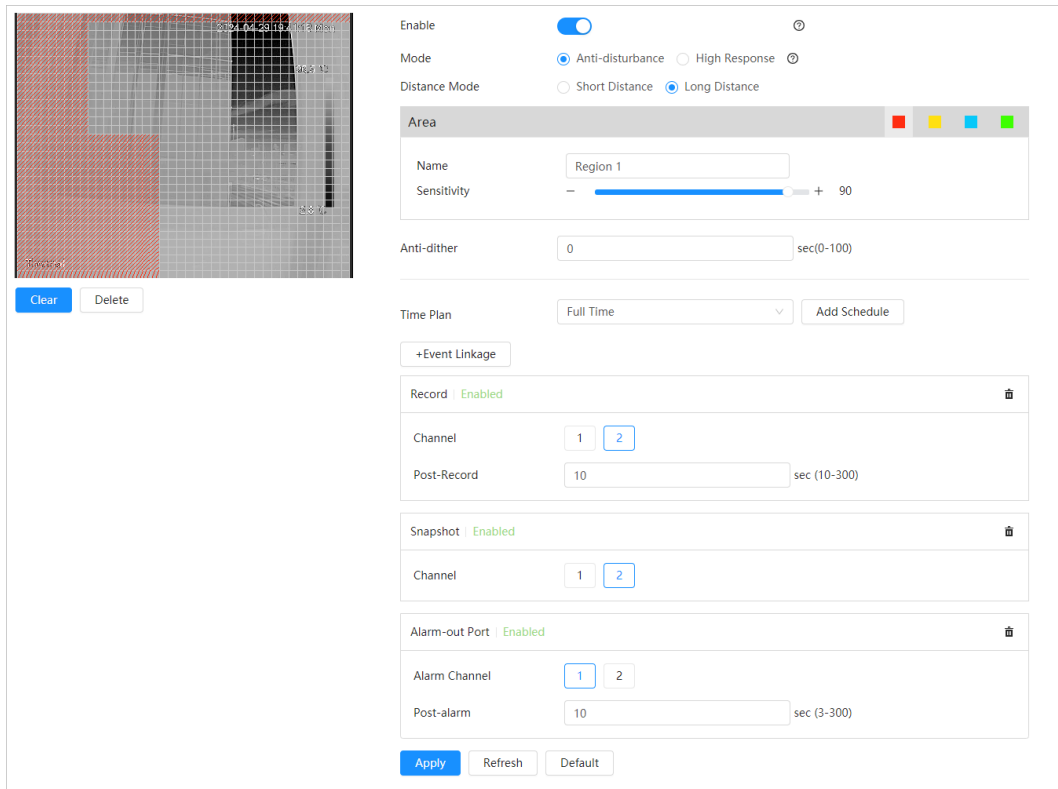 Enable
Mode
Anti-disturbance
High Response
Distance Mode
Short Distance
Long Distance
Area
Name
Region 1
Sensitivity
−
+
90
Anti-dither
0
sec(0-100)
Clear
Delete
Time Plan
Full Time
Add Schedule
+Event Linkage
Record | Enabled
Channel
1
2
Post-Record
10
sec (10-300)
Snapshot | Enabled
Channel
1
2
Alarm-out Port | Enabled
Alarm Channel
1
2
Post-alarm
10
sec (3-300)
Apply
Refresh
Default